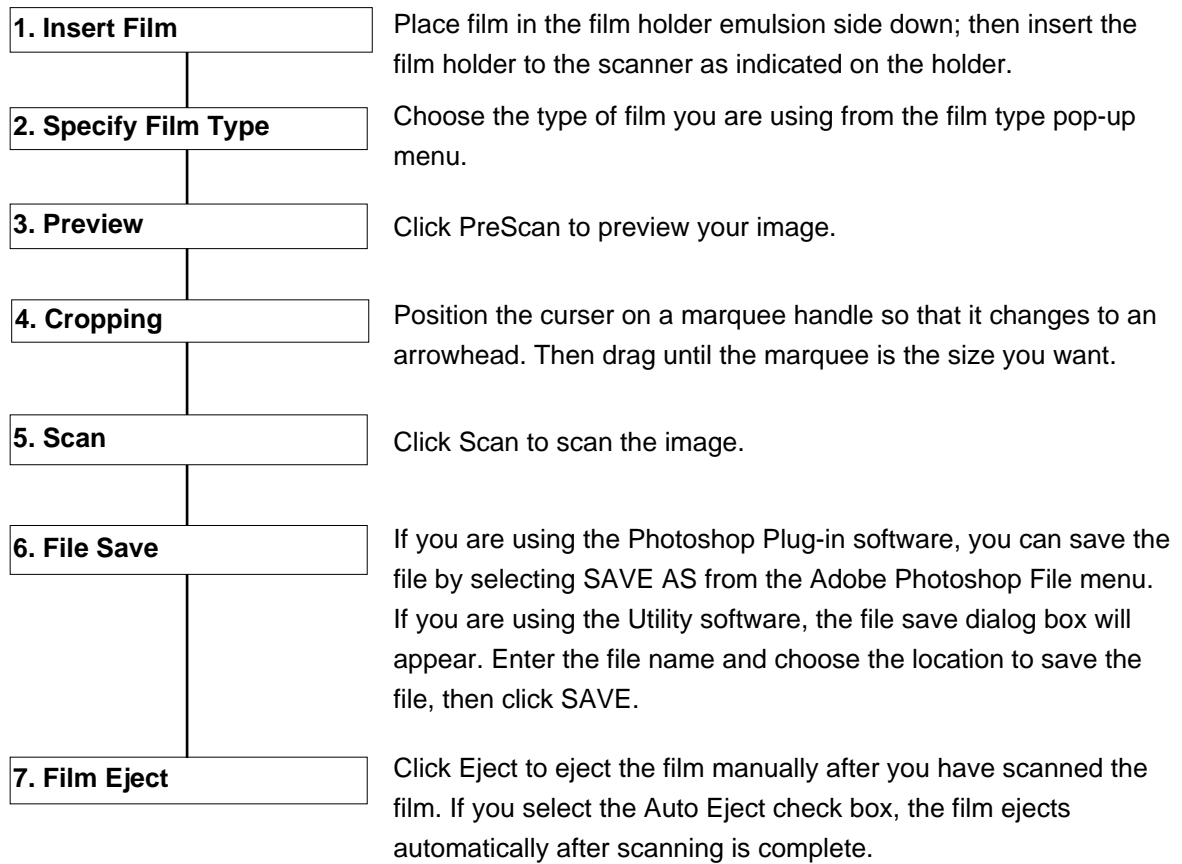 1. Insert Film
Place film in the film holder emulsion side down; then insert the
film holder to the scanner as indicated on the holder.
2. Specify Film Type
Choose the type of film you are using from the film type pop-up
menu.
3. Preview
Click PreScan to preview your image.
4. Cropping
Position the curser on a marquee handle so that it changes to an
arrowhead. Then drag until the marquee is the size you want.
5. Scan
Click Scan to scan the image.
6. File Save
If you are using the Photoshop Plug-in software, you can save the
file by selecting SAVE AS from the Adobe Photoshop File menu.
If you are using the Utility software, the file save dialog box will
appear. Enter the file name and choose the location to save the
file, then click SAVE.
7. Film Eject
Click Eject to eject the film manually after you have scanned the
film. If you select the Auto Eject check box, the film ejects
automatically after scanning is complete.